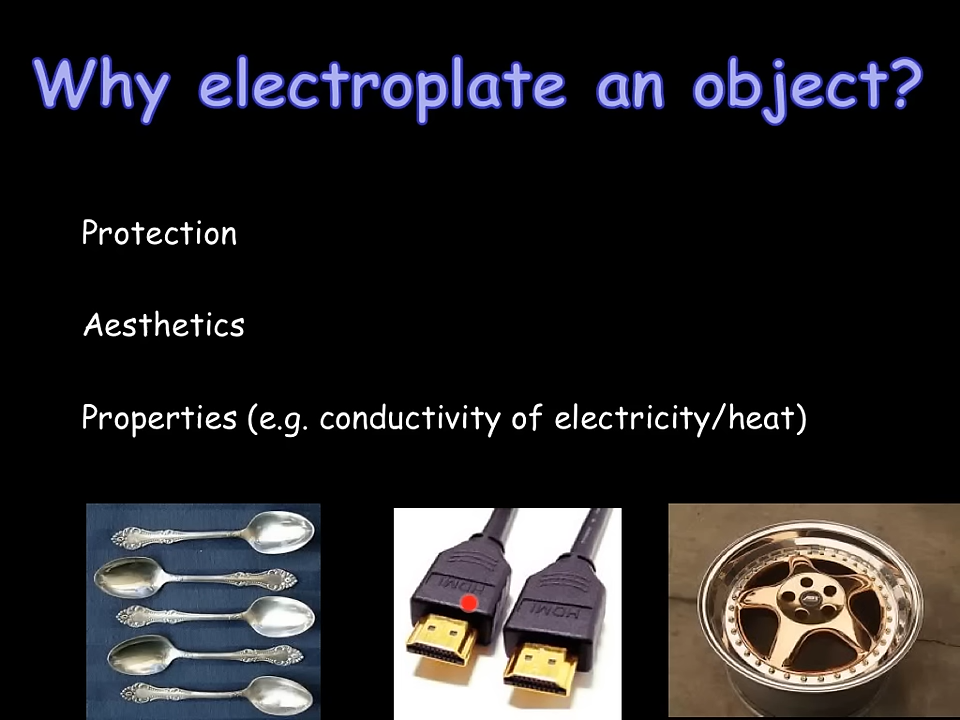 Why electroplate an object?
Protection
Aesthetics
Properties (e.g. conductivity of electricity/heat)
HDMI
HDMI